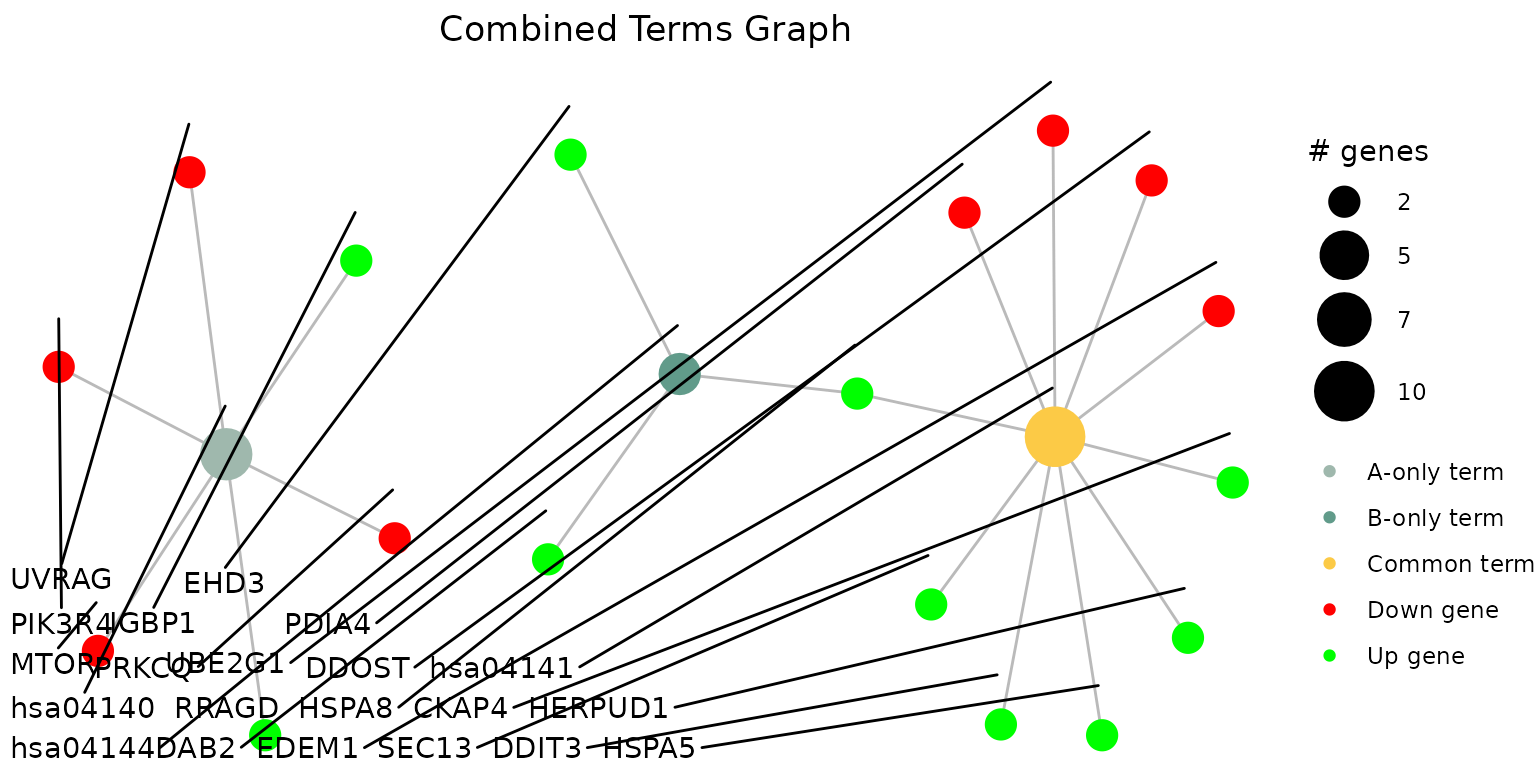 Combined Terms Graph
# genes
2
5
7
10
A-only term
B-only term
Common term
Down gene
Up gene
UVRAG EHD3
PIK3R4 IGBP1 PDIA4
MTOR PRKCQ UBE2G1 DDOST hsa04141
hsa04140 RRAGD HSPA8 CKAP4 HERPUD1
hsa04144 DAB2 EDEM1 SEC13 DDIT3 HSPA5